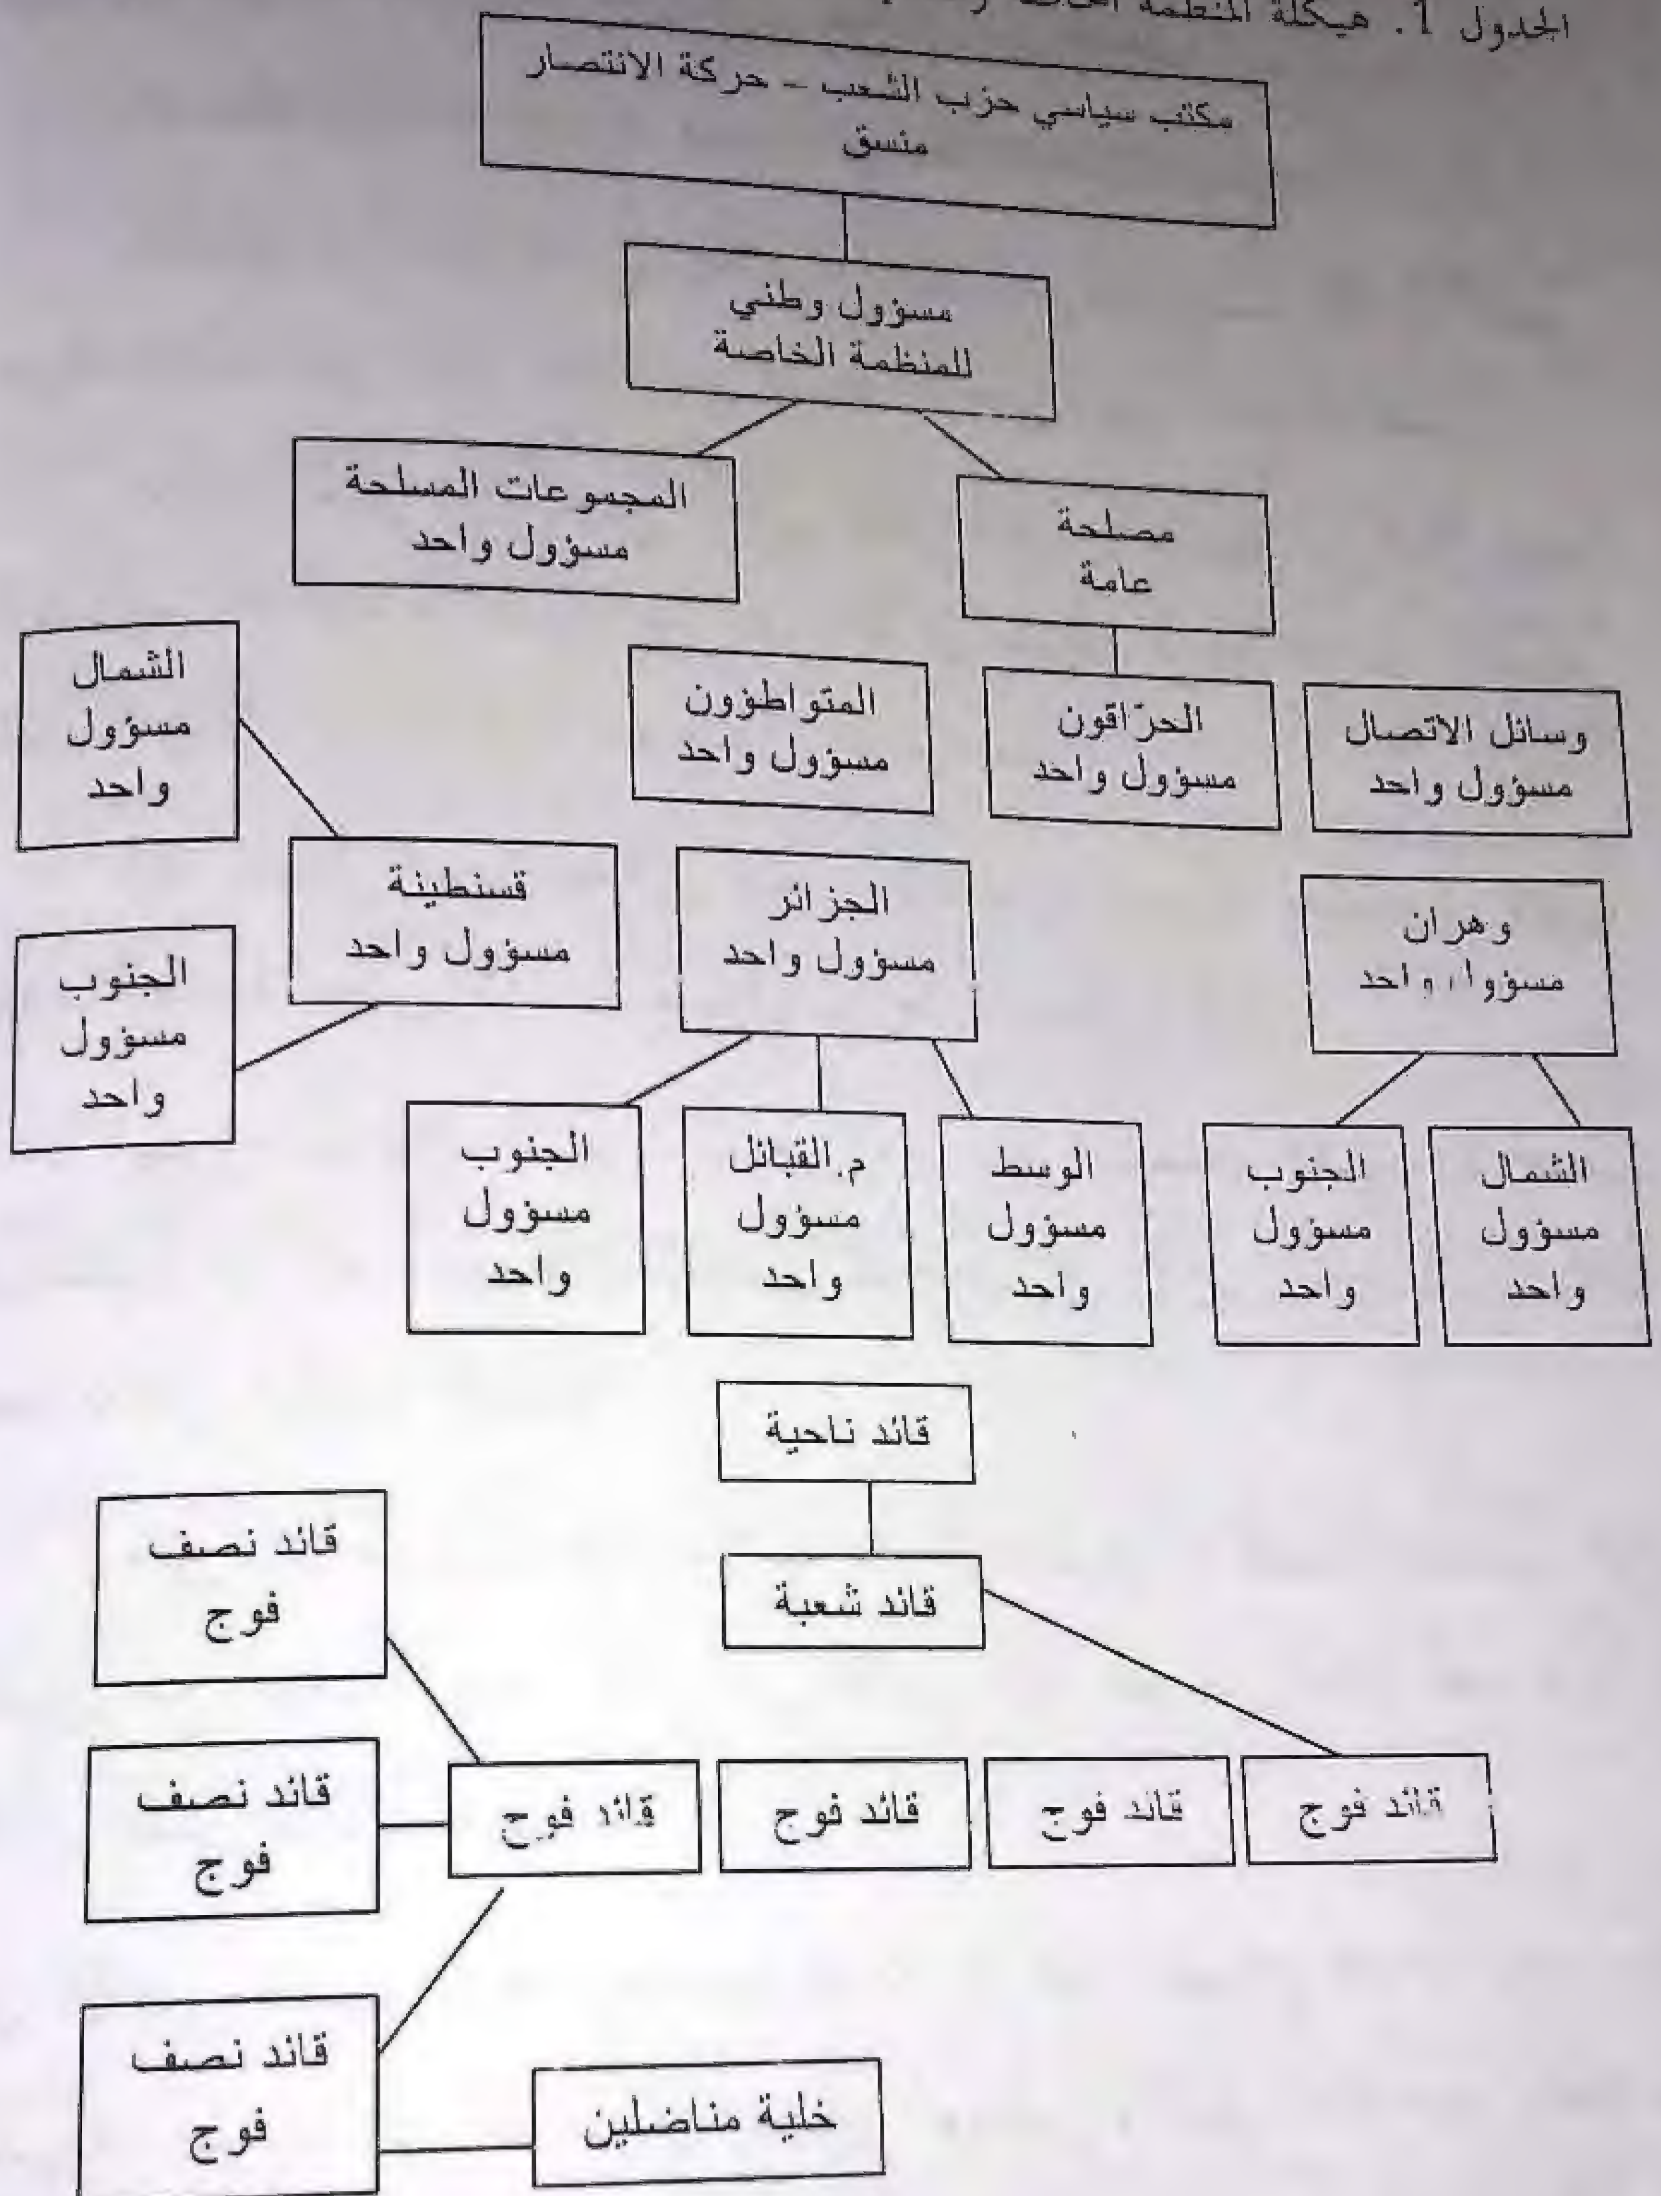 الجدول 1. هيكلة المنظمة
مكتب سياسي حزب الشعب - حركة الانتصار
منسق
مسؤول وطني
للمنظمة الخاصة
مصلحة
عامة
المجموعات المسلحة
مسؤول واحد
وسائل الاتصال
مسؤول واحد
الحرّاقون
مسؤول واحد
المتواطؤون
مسؤول واحد
الشمال
مسؤول
واحد
وهران
مسؤول واحد
الجزائر
مسؤول واحد
قسنطينة
مسؤول واحد
الجنوب
مسؤول
واحد
الشمال
مسؤول
واحد
الجنوب
مسؤول
واحد
الوسط
مسؤول
واحد
م.القبائل
مسؤول
واحد
الجنوب
مسؤول
واحد
قائد ناحية
قائد شعبة
قائد نصف
فوج
قائد فوج
قائد فوج
قائد فوج
قائد فوج
قائد نصف
فوج
قائد نصف
فوج
خلية مناضلين